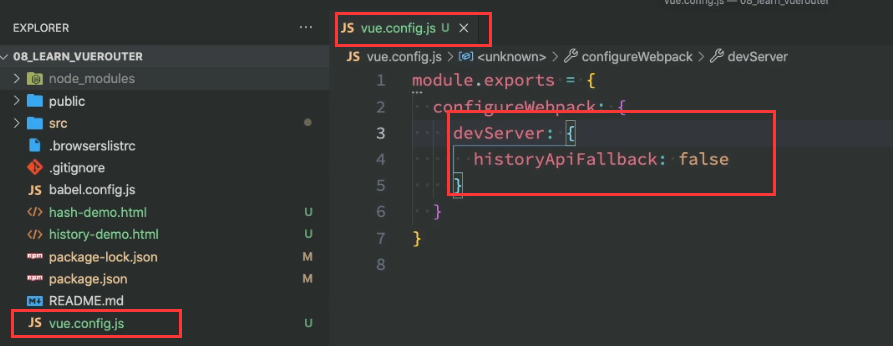 vue.config.js — 08_learn_vuerouter
EXPLORER
08_LEARN_VUEROUTER
node_modules
public
src
.browserslistrc
.gitignore
JS babel.config.js
hash-demo.html U
history-demo.html U
npm package-lock.json M
npm package.json M
README.md
JS vue.config.js U
JS vue.config.js U
JS vue.config.js > <unknown> > configureWebpack > devServer
1 module.exports = {
2 configureWebpack: {
3 devServer: {
4 historyApiFallback: false
5 }
6 }
7 }
8